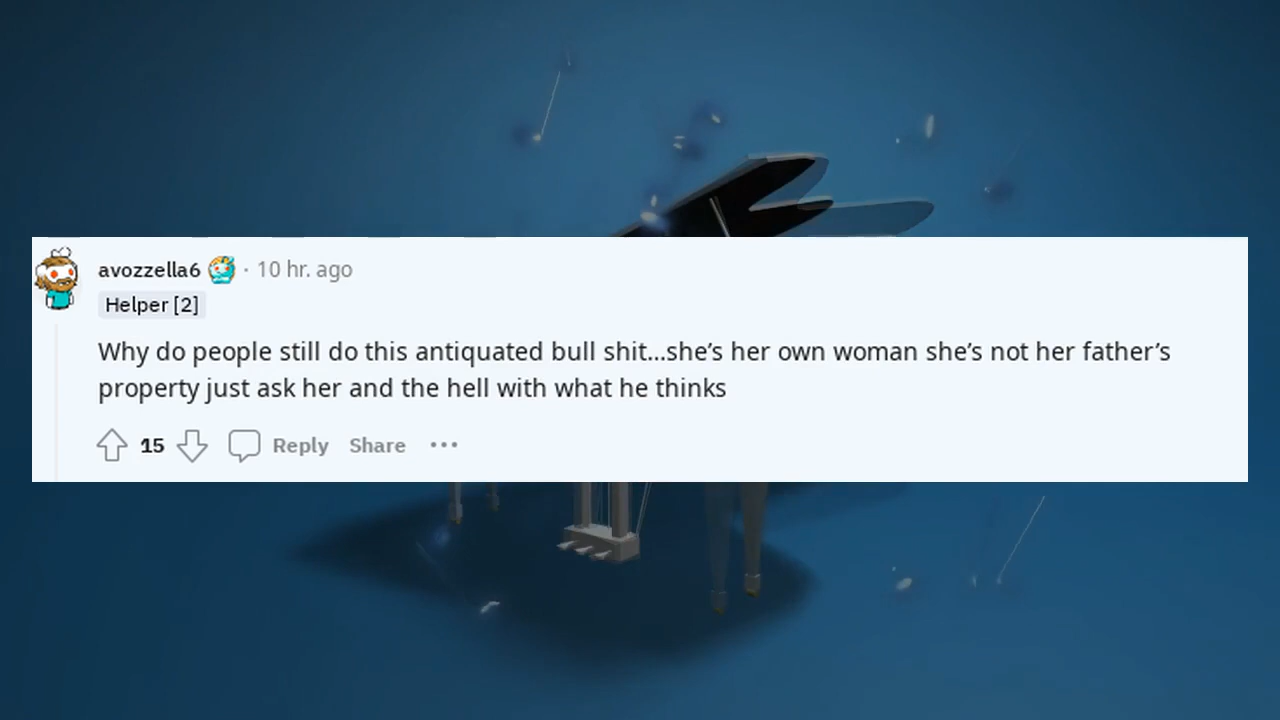 avozzella6 · 10 hr. ago
Helper [2]
Why do people still do this antiquated bull shit...she’s her own woman she’s not her father’s
property just ask her and the hell with what he thinks
15 Reply Share ···